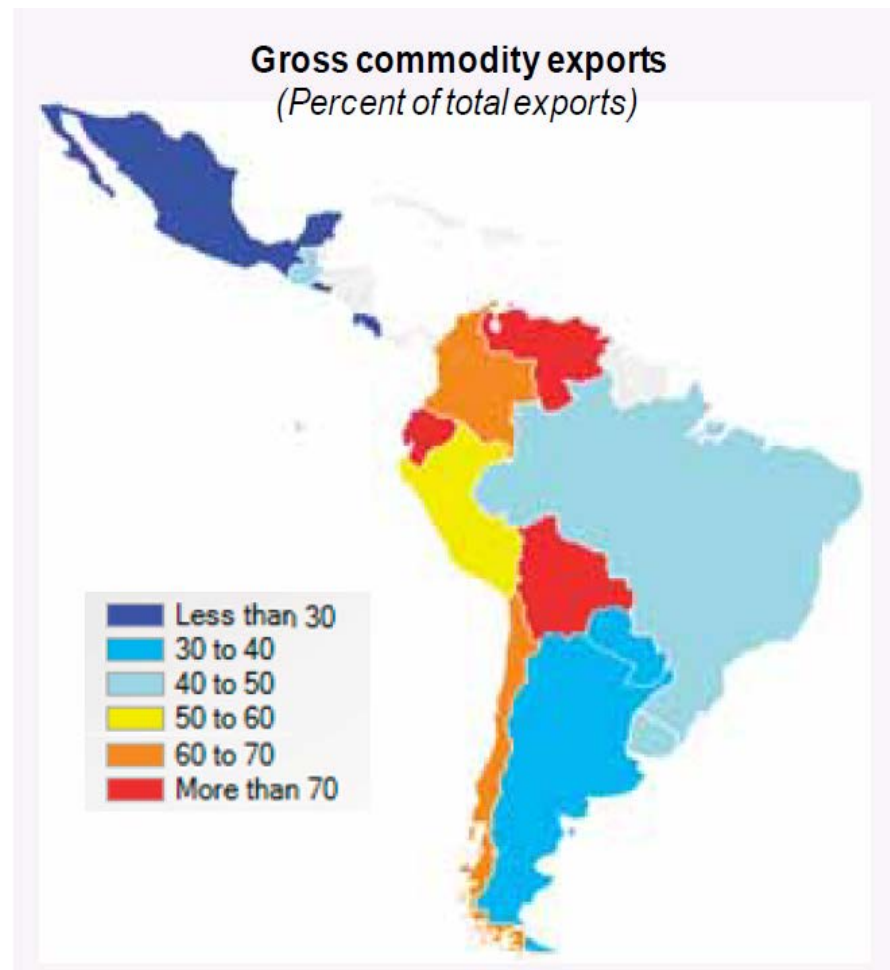 Gross commodity exports
(Percent of total exports)
Less than 30
30 to 40
40 to 50
50 to 60
60 to 70
More than 70